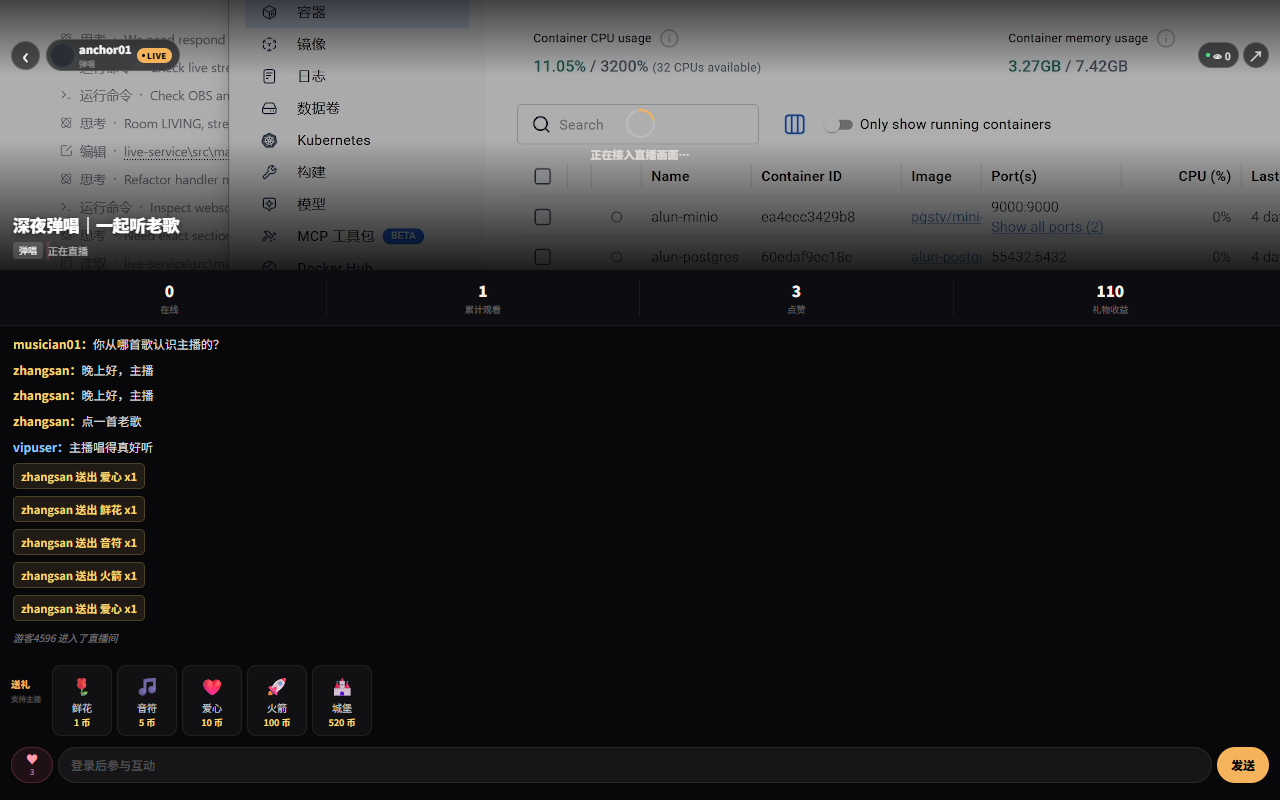 容器
Container CPU usage
Container memory usage
思考 · We need respond
anchor01
弹唱
LIVE
0
运行命令 · Check live stre
镜像
11.05% / 3200% (32 CPUs available)
3.27GB / 7.42GB
日志
运行命令 · Check OBS an
数据卷
思考 · Room LIVING, stre
Search
Only show running containers
Kubernetes
编辑 live-service\src\ma
正在接入直播画面…
构建
Name
Container ID
Image
Port(s)
CPU (%)
Last
思考 · Refactor handler m
模型
运行命令 · Inspect webso
alun-minio
ea4ecc3429b8
pgsty/mini
9000:9000
Show all ports (2)
0%
4 da
深夜弹唱｜一起听老歌
思考 · Need exact section
MCP 工具包
BETA
弹唱
正在直播
读取 · live-service\src\ma
Docker Hub
alun-postgres
60edaf9ec18e
alun-postgr
55432:5432
0%
4 da
0
在线
1
累计观看
3
点赞
110
礼物收益
musician01：你从哪首歌认识主播的？
zhangsan：晚上好，主播
zhangsan：晚上好，主播
zhangsan：点一首老歌
vipuser：主播唱得真好听
zhangsan 送出 爱心 x1
zhangsan 送出 鲜花 x1
zhangsan 送出 音符 x1
zhangsan 送出 火箭 x1
zhangsan 送出 爱心 x1
游客4596 进入了直播间
送礼
支持主播
鲜花
1 币
音符
5 币
爱心
10 币
火箭
100 币
城堡
520 币
3
登录后参与互动
发送